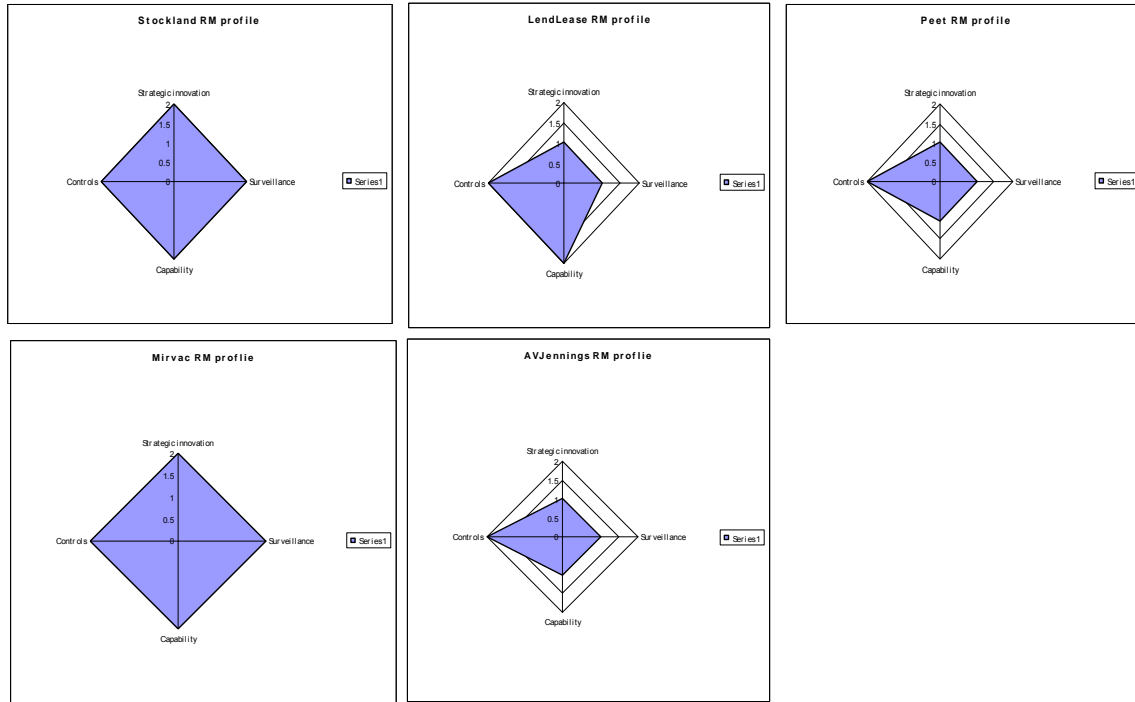 Stockland RM profile
Strategic innovation
2
1.5
1
0.5
0
Controls
Surveillance
Capability
Series1
LendLease RM profile
Strategic innovation
2
1.5
1
0.5
0
Controls
Surveillance
Capability
Series1
Peet RM profile
Strategic innovation
2
1.5
1
0.5
0
Controls
Surveillance
Capability
Series1
Mirvac RM proflie
Strategic innovation
2
1.5
1
0.5
0
Controls
Surveillance
Capability
Series1
AVJennings RM proflie
Strategic innovation
2
1.5
1
0.5
0
Controls
Surveillance
Capability
Series1